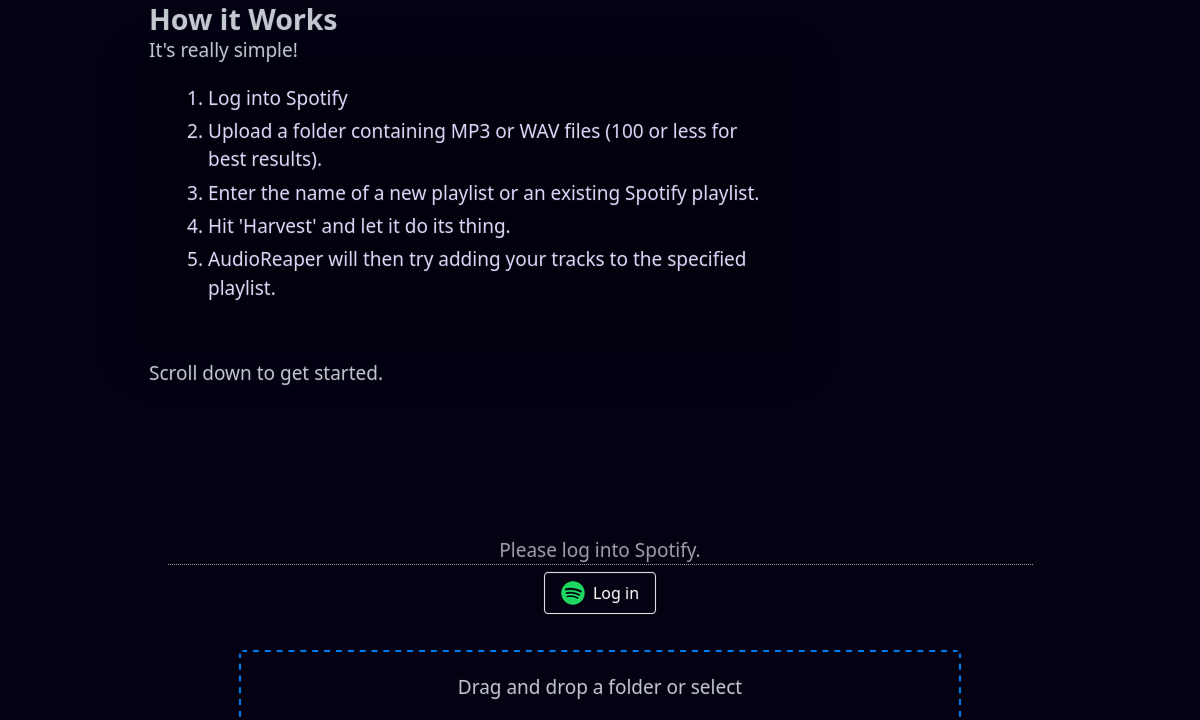 How it Works
It's really simple!
1. Log into Spotify
2. Upload a folder containing MP3 or WAV files (100 or less for
best results).
3. Enter the name of a new playlist or an existing Spotify playlist.
4. Hit 'Harvest' and let it do its thing.
5. AudioReaper will then try adding your tracks to the specified
playlist.
Scroll down to get started.
Please log into Spotify.
Log in
Drag and drop a folder or select